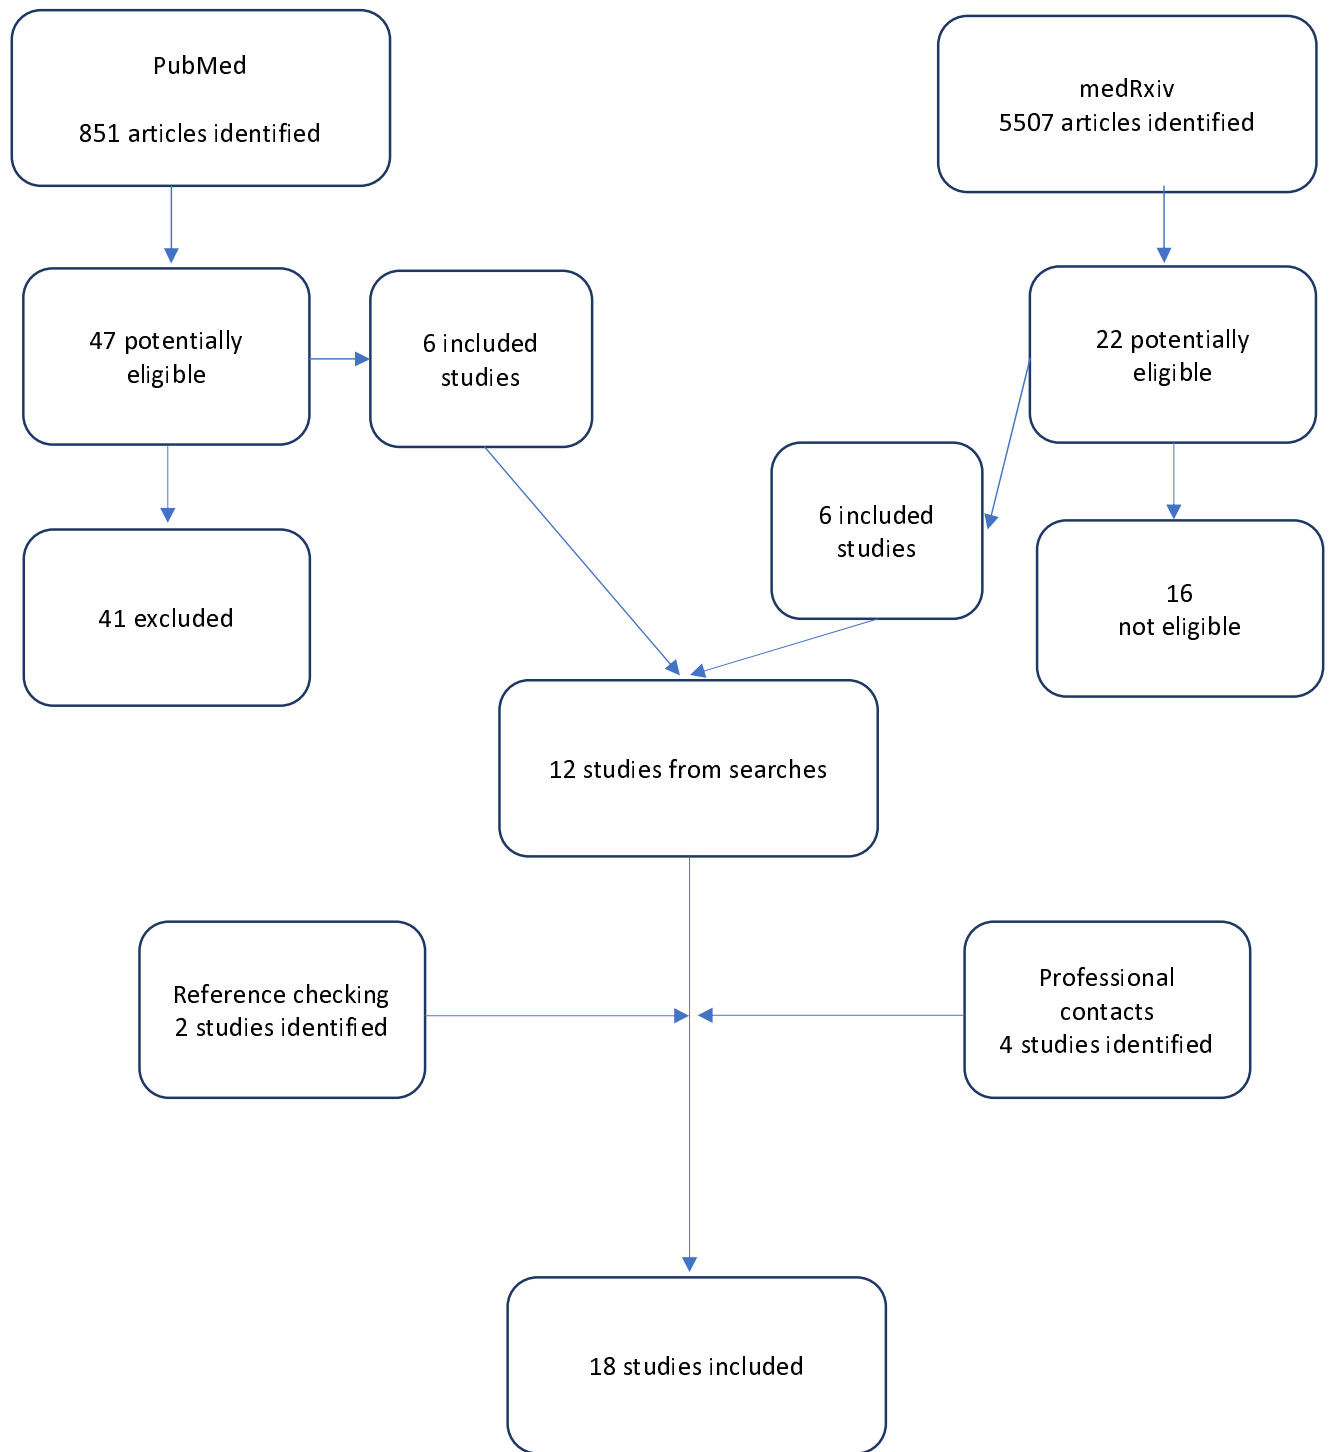 PubMed
851 articles identified
medRxiv
5507 articles identified
47 potentially
eligible
6 included
studies
22 potentially
eligible
6 included
studies
41 excluded
16
not eligible
12 studies from searches
Reference checking
2 studies identified
Professional
contacts
4 studies identified
18 studies included